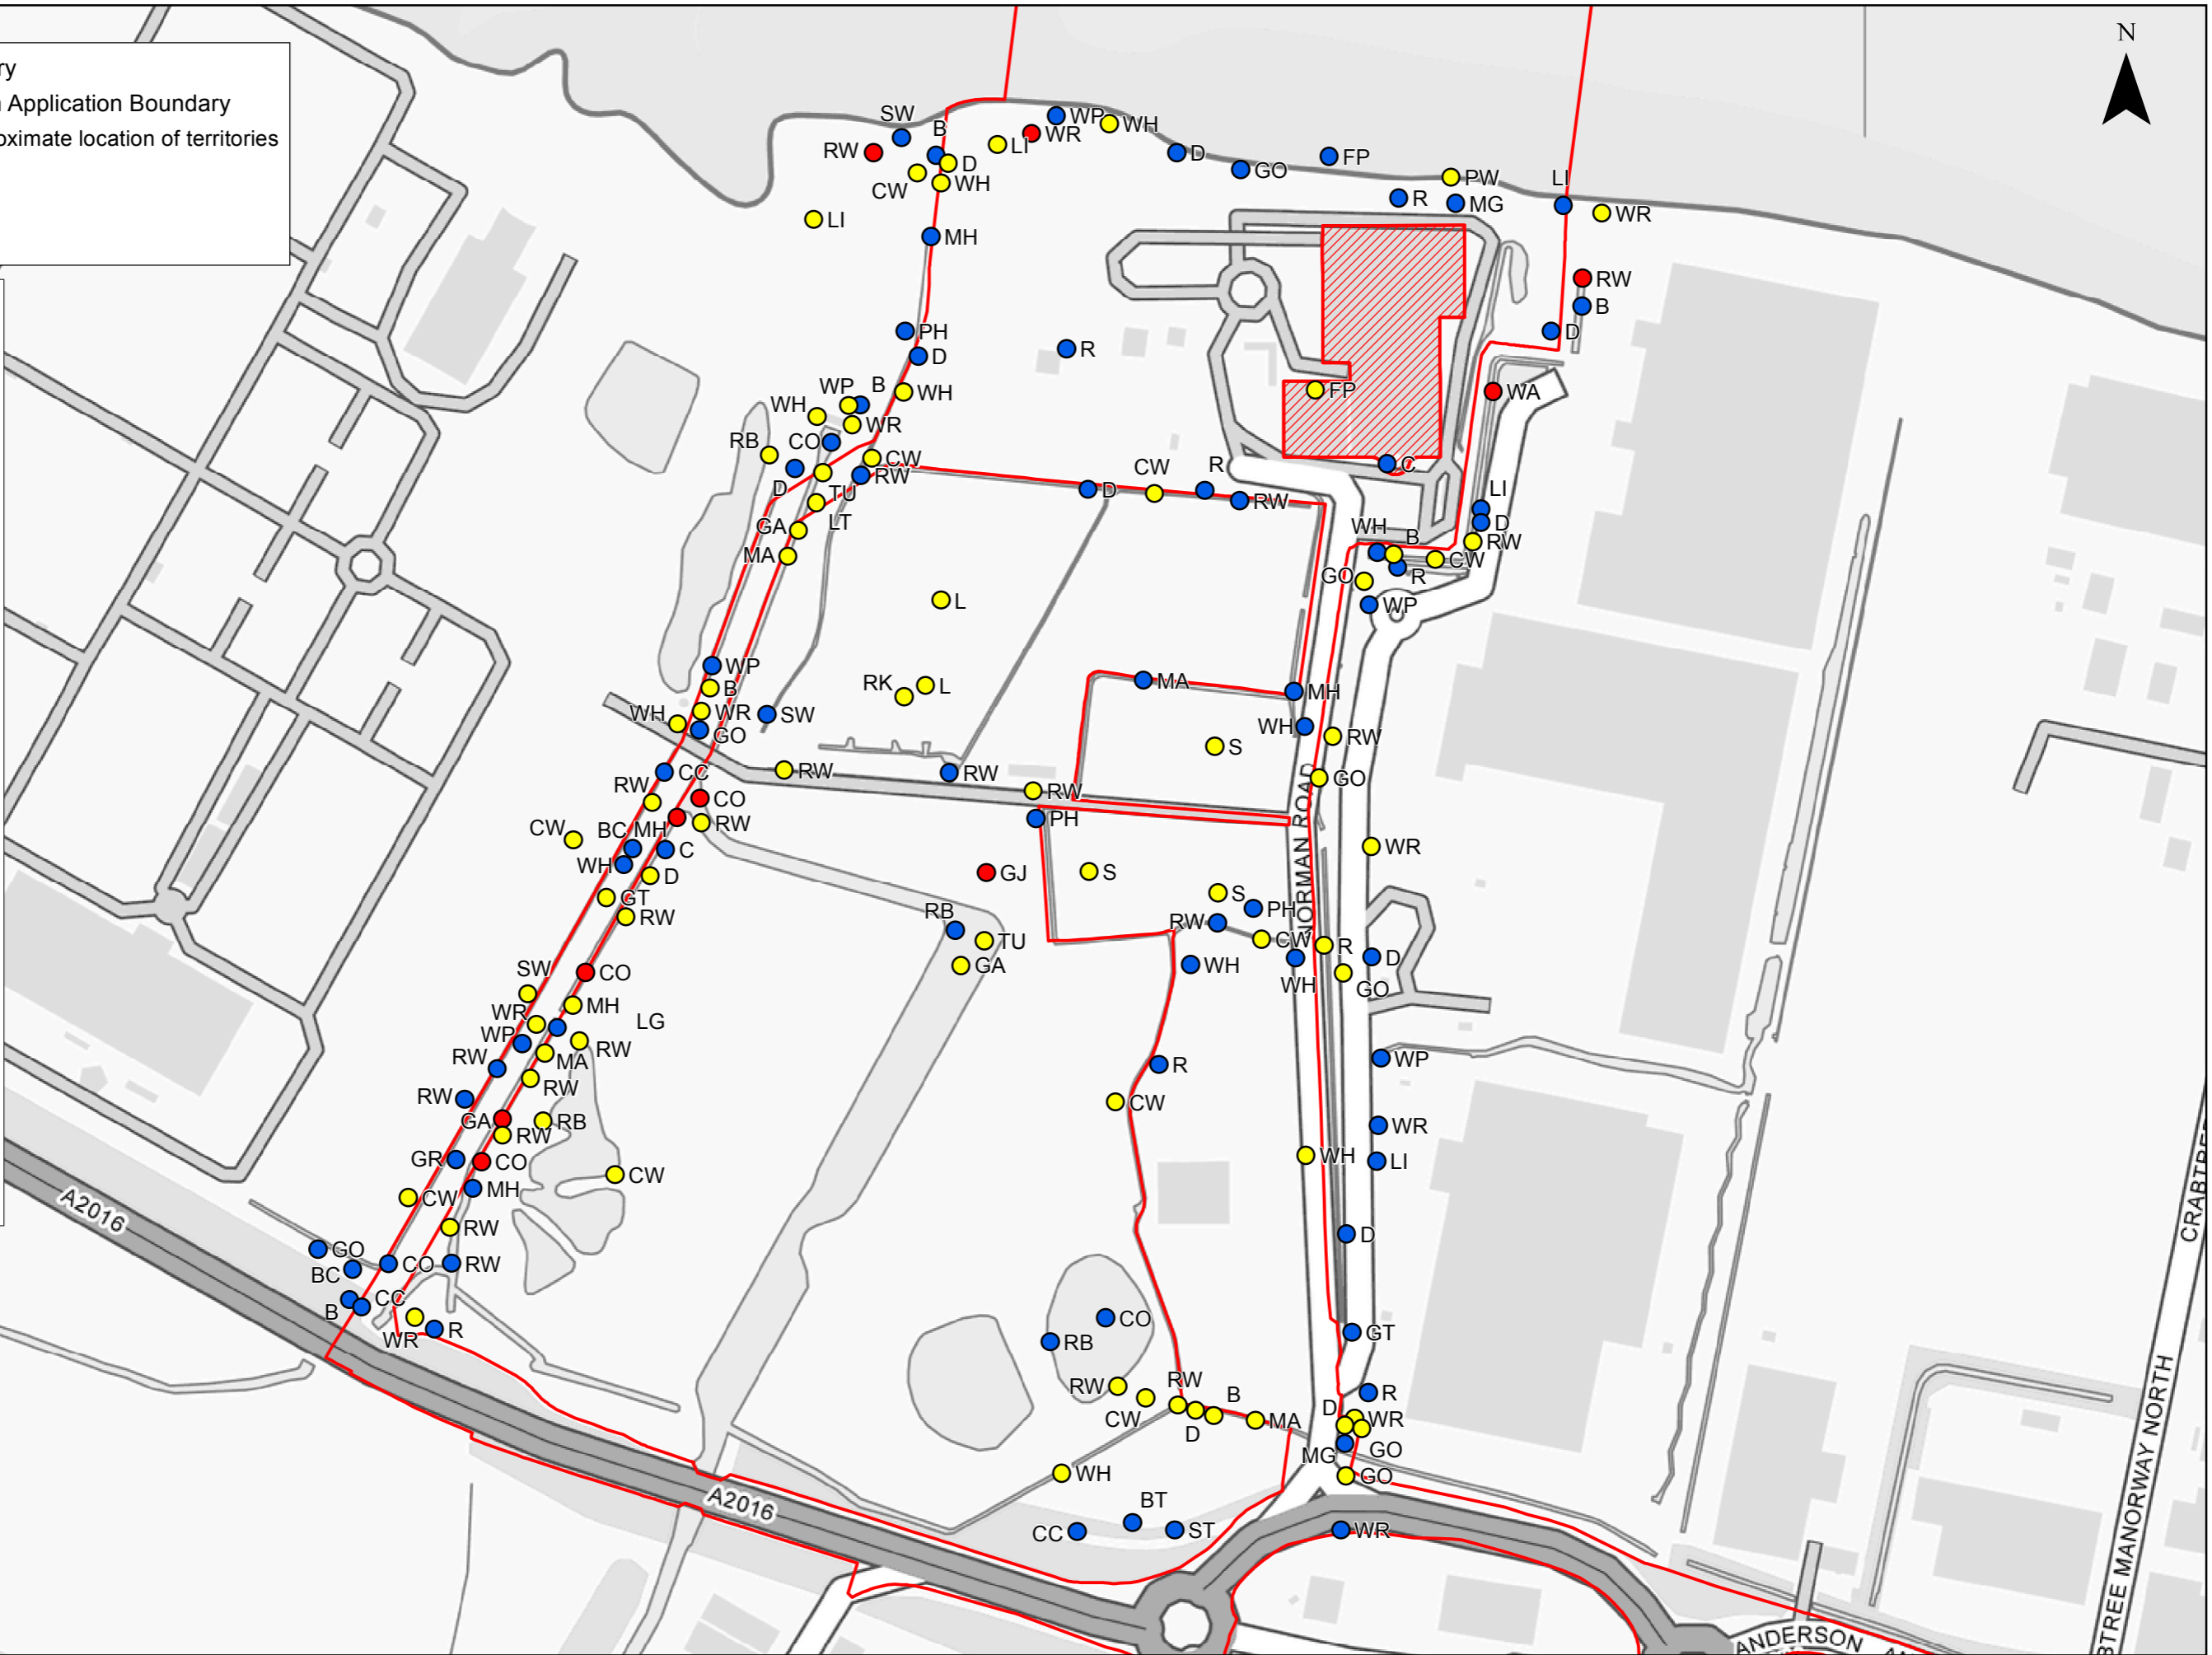 N
ry
n Application Boundary
oximate location of territories
SW
B
WP
WH
WR
RW
LI
D
CW
WH
D
GO
FP
PW
LI
LI
R
MG
WR
MH
RW
B
PH
D
D
R
WP
B
WH
FP
WA
WH
WR
RB
CO
CW
C
D
RW
CW
R
TU
D
RW
LI
LT
D
GA
WH
B
RW
MA
CW
R
GO
L
WP
WP
RK
L
MA
B
MH
WH
WR
SW
WH
GO
S
RW
CC
RW
RW
GO
RW
CO
RW
NORMAN ROAD
PH
CW
BC
MH
RW
C
WR
WH
D
GJ
S
GT
S
RW
PH
RB
RW
TU
CW
R
GA
WH
D
SW
CO
WH
GO
MH
WR
LG
WP
RW
MA
RW
R
WP
RW
RW
CW
GA
RB
WR
RW
GR
CO
WH
LI
CW
MH
CW
A2016
RW
D
GO
CO
RW
BC
CC
B
CO
WR
R
RB
GT
RW
RW
R
CW
B
D
MA
D
WR
MG
GO
WH
GO
A2016
BT
CC
ST
WR
CRABTREE
BTREE MANORWAY NORTH
ANDERSON